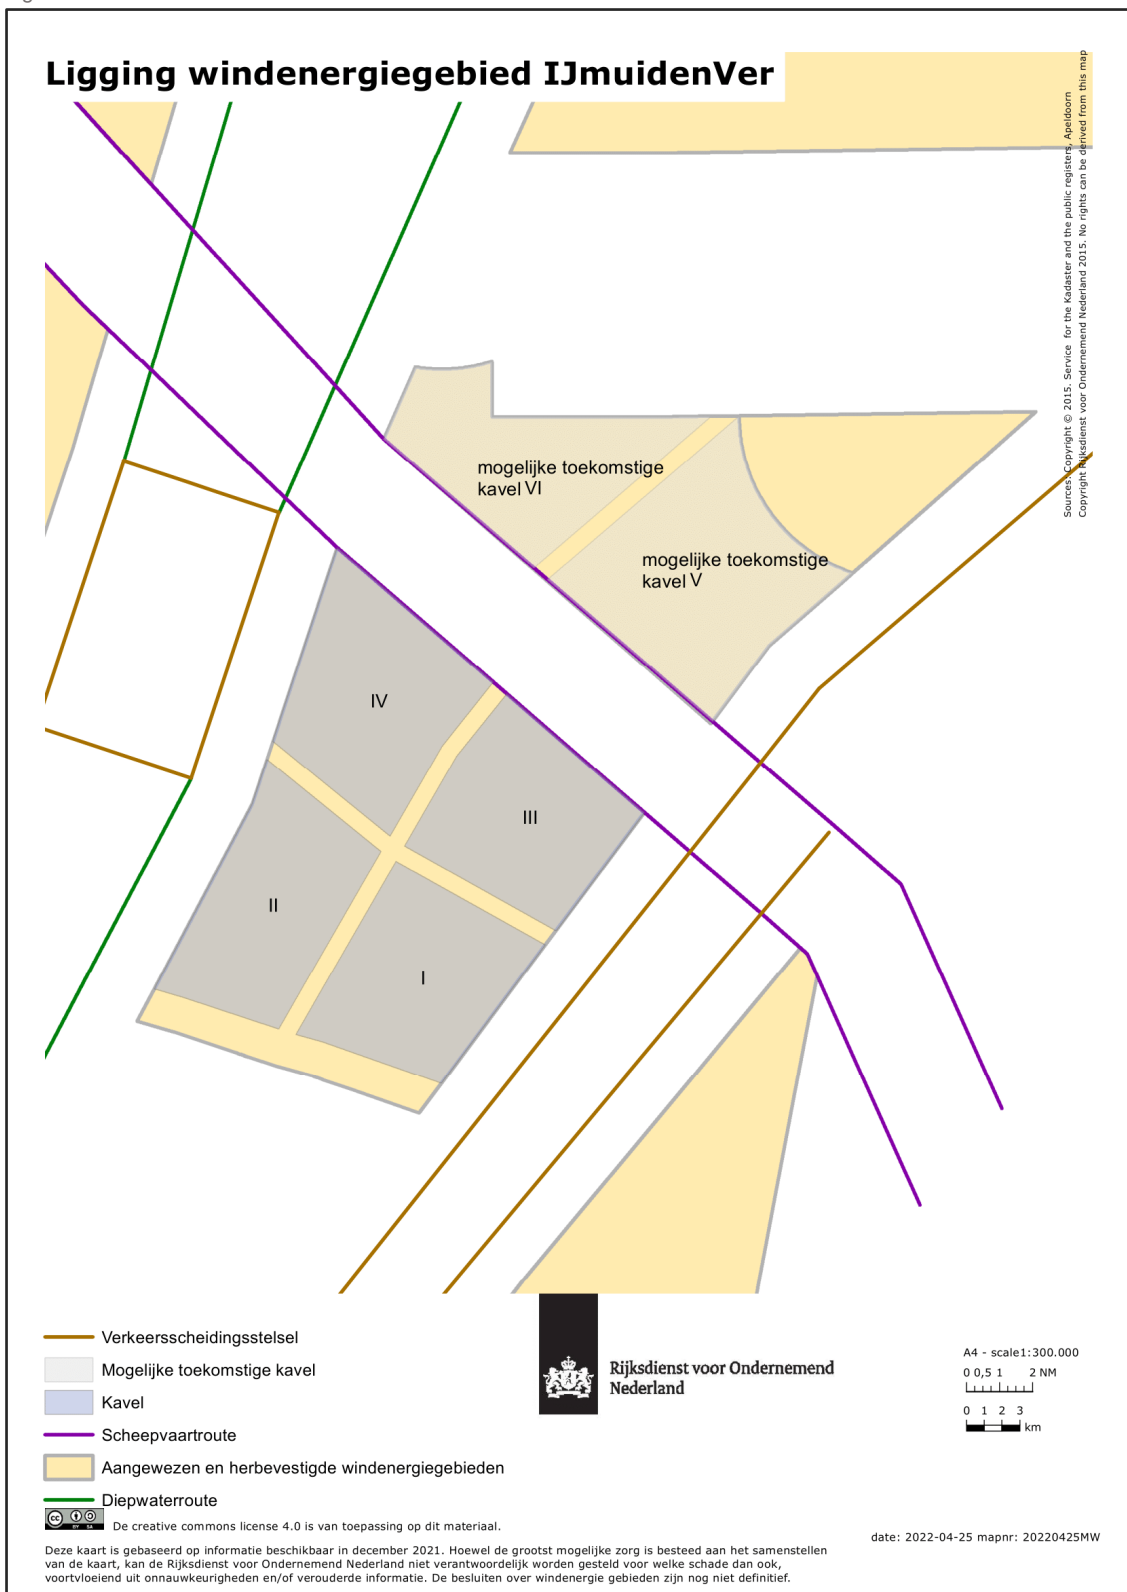 Ligging windenergiegebied IJmuidenVer
Sources: Copyright © 2015. Service for the Kadaster and the public registers, Apeldoorn
Copyright Rijksdienst voor Ondernemend Nederland 2015. No rights can be derived from this map
mogelijke toekomstige
kavel VI
mogelijke toekomstige
kavel V
IV
III
II
I
Verkeersscheidingsstelsel
Mogelijke toekomstige kavel
Kavel
Scheepvaartroute
Aangewezen en herbevestigde windenergiegebieden
Diepwaterroute
Rijksdienst voor Ondernemend
Nederland
A4 - scale1:300.000
0 0,5 1 2 NM
0 1 2 3
km
cc BY SA
De creative commons license 4.0 is van toepassing op dit materiaal.
date: 2022-04-25 mapnr: 20220425MW
Deze kaart is gebaseerd op informatie beschikbaar in december 2021. Hoewel de grootst mogelijke zorg is besteed aan het samenstellen
van de kaart, kan de Rijksdienst voor Ondernemend Nederland niet verantwoordelijk worden gesteld voor welke schade dan ook,
voortvloeiend uit onnauwkeurigheden en/of verouderde informatie. De besluiten over windenergie gebieden zijn nog niet definitief.